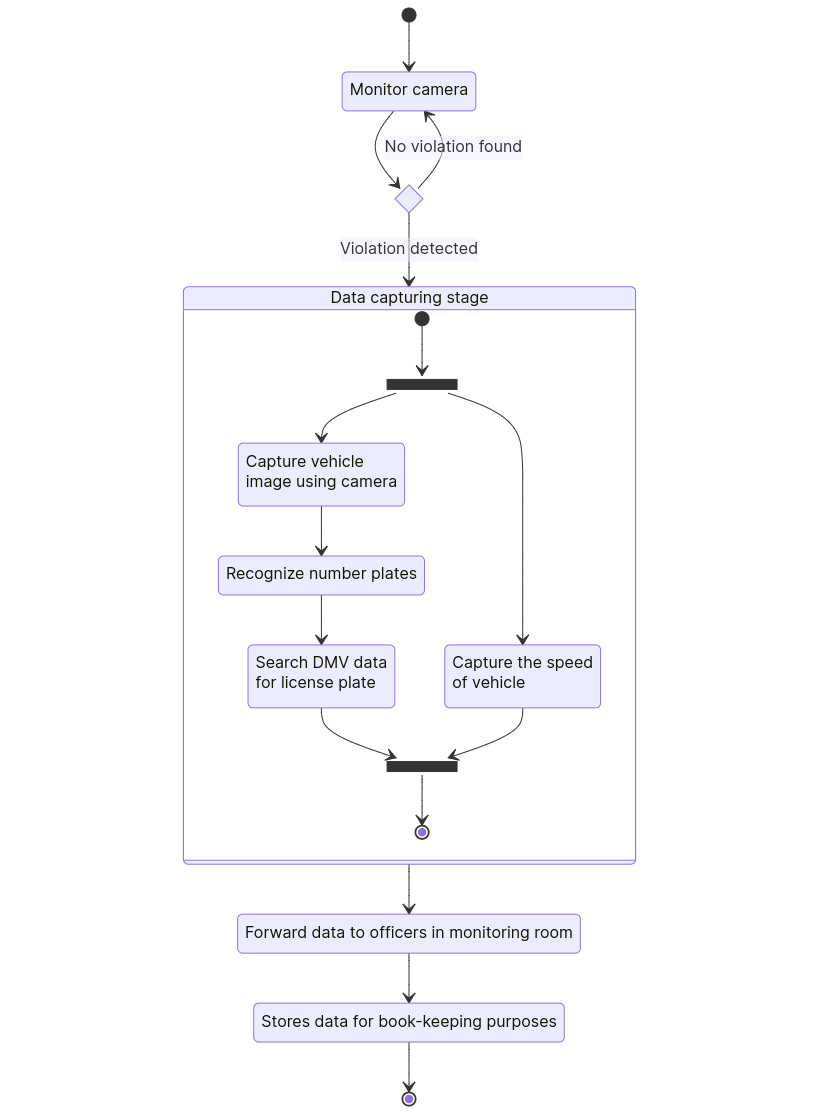 Monitor camera
No violation found
Violation detected
Data capturing stage
Capture vehicle
image using camera
Recognize number plates
Search DMV data
for license plate
Capture the speed
of vehicle
Forward data to officers in monitoring room
Stores data for book-keeping purposes